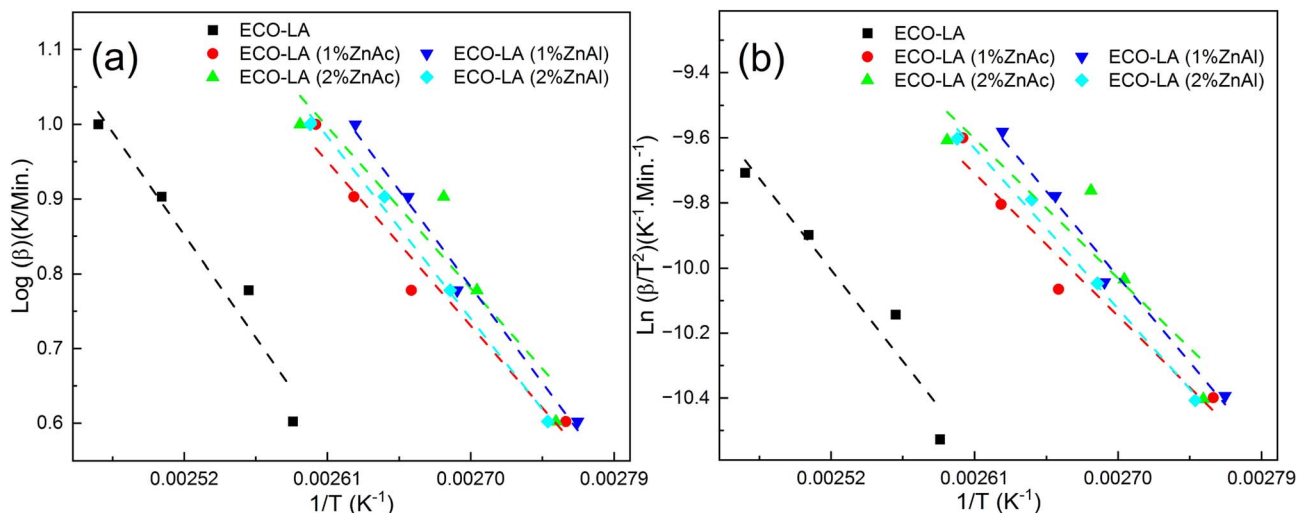 (a)
ECO-LA
ECO-LA (1%ZnAc)
ECO-LA (2%ZnAc)
ECO-LA (1%ZnAl)
ECO-LA (2%ZnAl)
1.1
1.0
0.9
0.8
0.7
0.6
Log (β)(K/Min.)
0.00252
0.00261
0.00270
0.00279
1/T (K⁻¹)
(b)
ECO-LA
ECO-LA (1%ZnAc)
ECO-LA (2%ZnAc)
ECO-LA (1%ZnAl)
ECO-LA (2%ZnAl)
−9.4
−9.6
−9.8
−10.0
−10.2
−10.4
Ln (β/T²)(K⁻¹.Min.⁻¹)
0.00252
0.00261
0.00270
0.00279
1/T (K⁻¹)